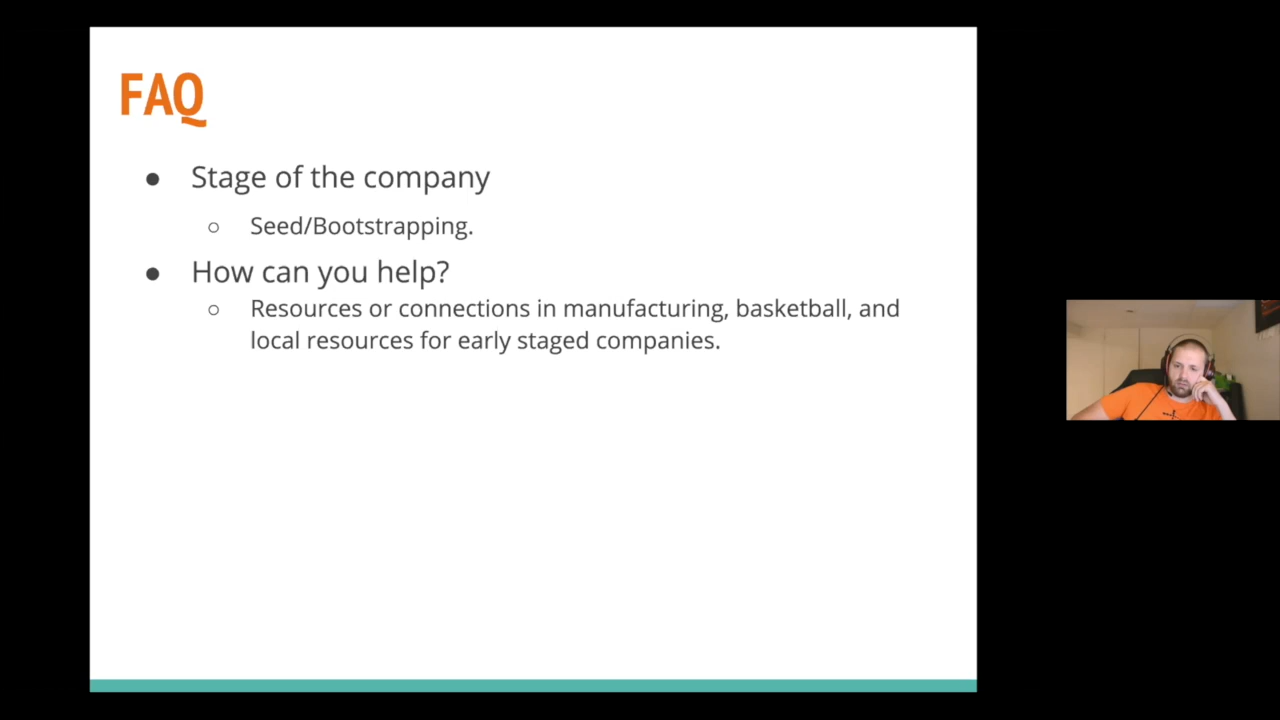 FAQ
● Stage of the company
○ Seed/Bootstrapping.
● How can you help?
○ Resources or connections in manufacturing, basketball, and
local resources for early staged companies.